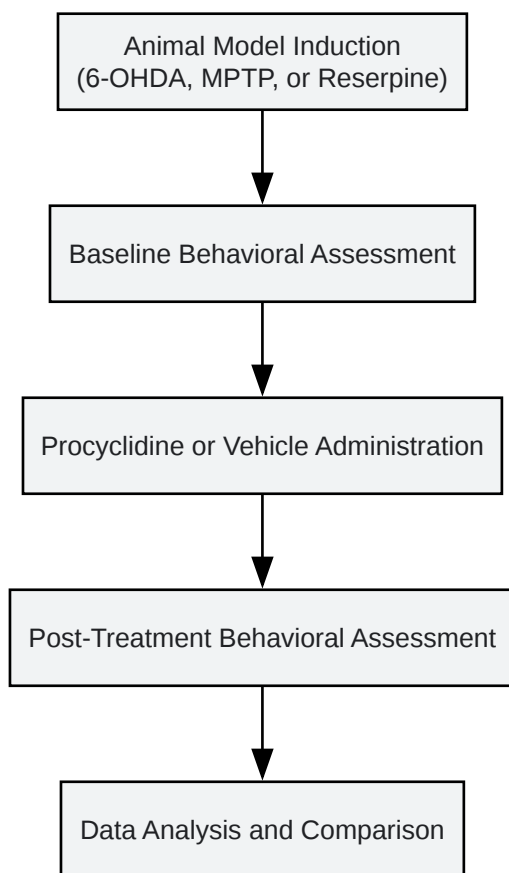 Animal Model Induction
(6-OHDA, MPTP, or Reserpine)
Baseline Behavioral Assessment
Procyclidine or Vehicle Administration
Post-Treatment Behavioral Assessment
Data Analysis and Comparison